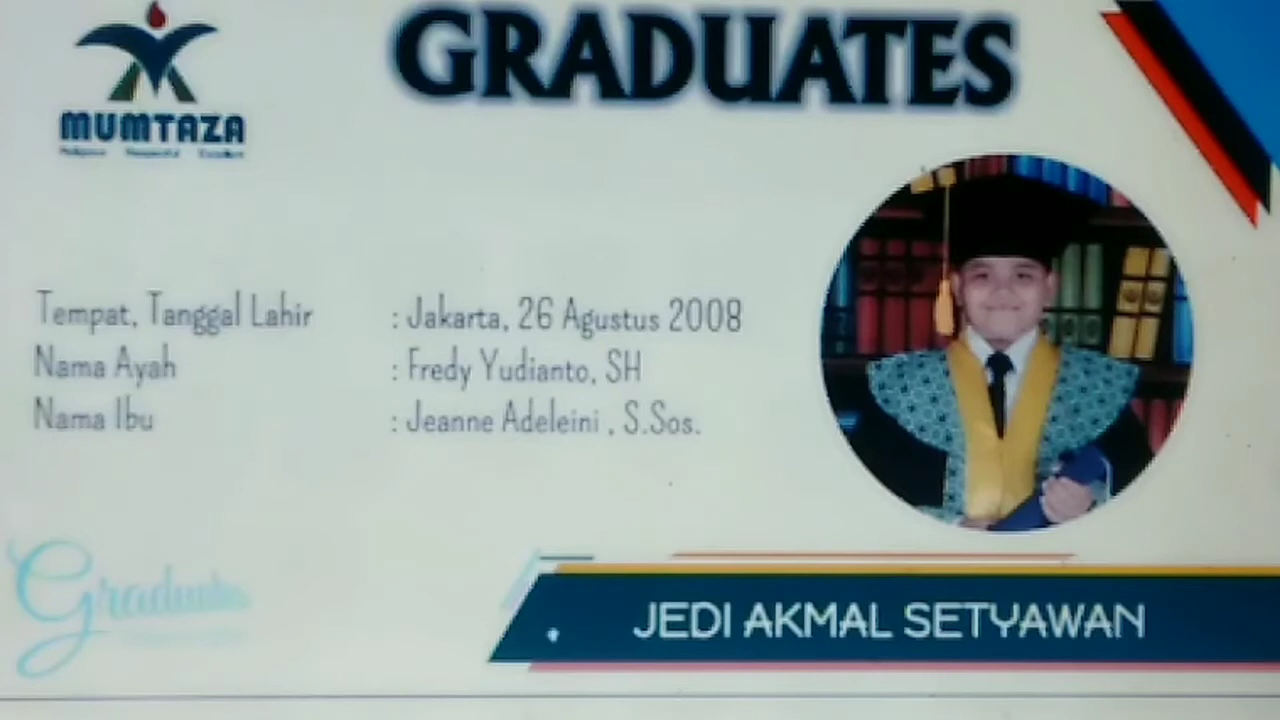 GRADUATES
MUMTAZA
Tempat, Tanggal Lahir : Jakarta, 26 Agustus 2008
Nama Ayah : Fredy Yudianto, SH
Nama Ibu : Jeanne Adeleini , S.Sos.
Graduates
JEDI AKMAL SETYAWAN